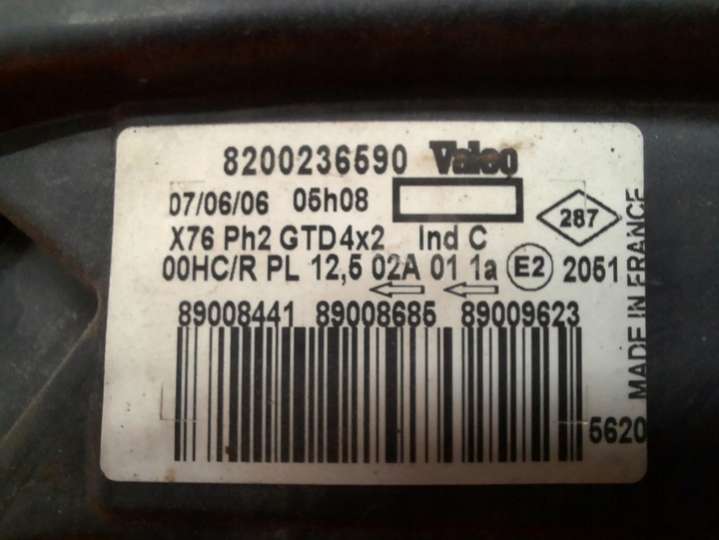 8200236590 Valeo
07/06/06 05h08
287
X76 Ph2 GTD4x2 Ind C
00HC/R PL 12,5 02A 01 1a E2 2051
89008441 89008685 89009623
MADE IN FRANCE
5620